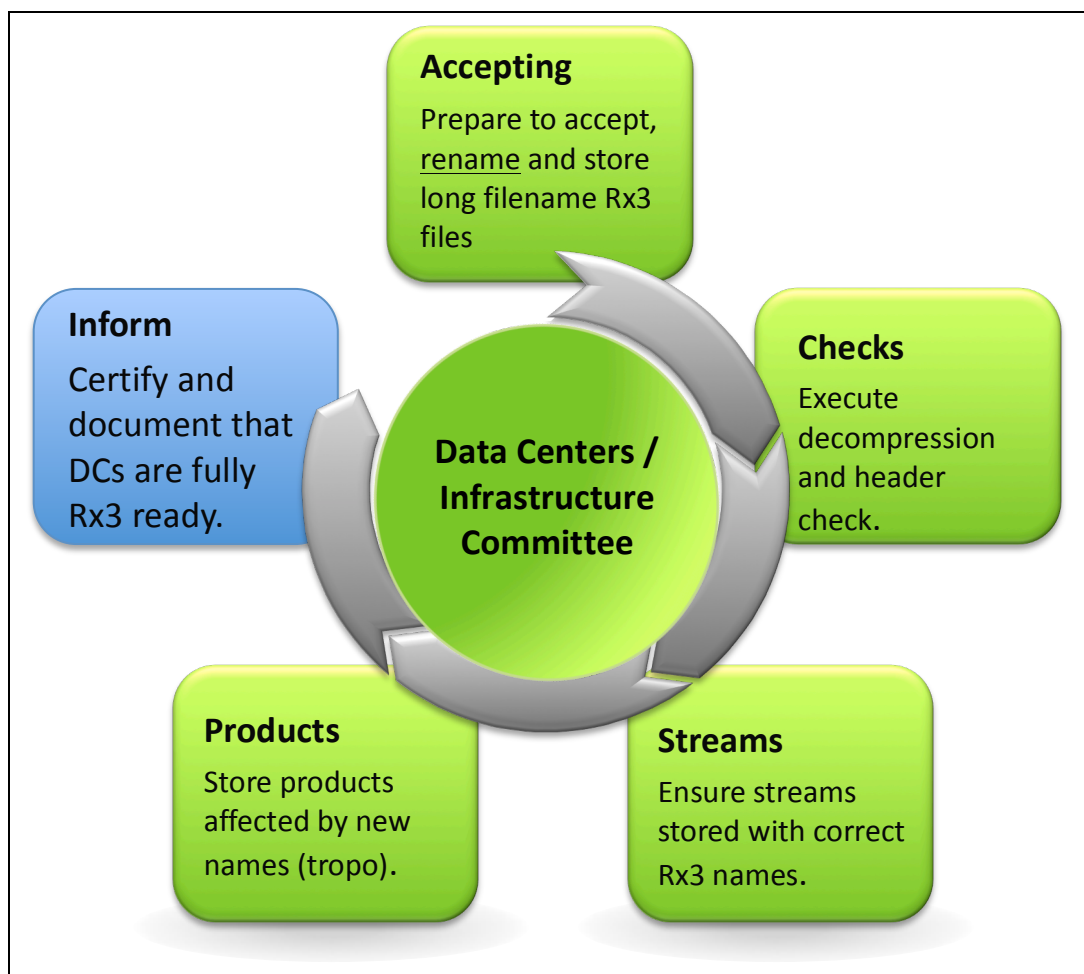 Accepting
Prepare to accept,
rename and store
long filename Rx3
files
Checks
Execute
decompression
and header
check.
Streams
Ensure streams
stored with correct
Rx3 names.
Products
Store products
affected by new
names (tropo).
Inform
Certify and
document that
DCs are fully
Rx3 ready.
Data Centers /
Infrastructure
Committee